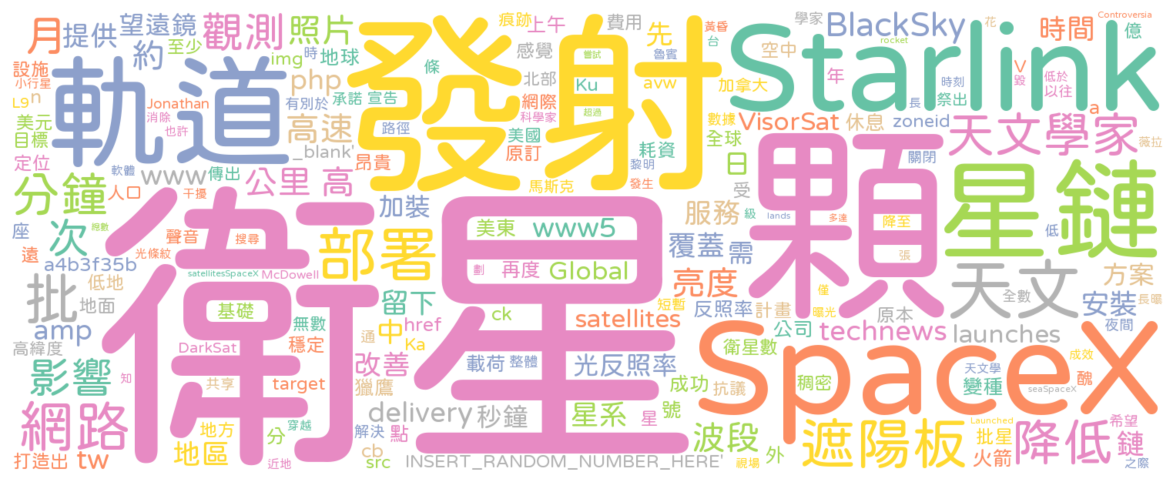 月 提供 望遠鏡 觀測 照片 痕跡 上午 費用 先 學家 BlackSky 時間 黃昏 花 Controversia
約 至少 img 地球 時 感覺 台 魯賓 嘗試 空中 rocket 億
設施 小行星 軌道 php 條 北部 Ku avw 加拿大 年 祭出 時刻 V 毀 低於 以往
L9 n Jonathan 有別於 承諾 宣告 網際 發射 超過 Starlink 長 a
美元 消除 也許 高速 路徑 科學家 美國 數據 VisorSat 休息 zoneid 天文學家 薇拉
目標 _blank' 昂貴 原訂 耗資 全球 關閉
定位 軟體 www 傳出 公里 高 馬斯克 黎明 發生 日 顆 星鏈
分鐘 人口 干擾 加裝 受 服務 級 lands 多達
座 次 遠 規數 聲音 搜尋 部署 美東 www5 覆蓋 需 降至 低
光條紋 a4b3f35b satellitesSpaceX McDowell 劃 再度 Global 亮度 張 天文 方案
批 低地 地面 衛星 留下 短暫 反照率 計畫 僅 全數 安裝 長曝
amp 基礎 無數 中 href ck satellites 曝光 原本 夜間
高緯度 DarkSat 穩定 通 Ka 公司 technews launches
影響 知 共享 target 改善 載荷 整體 光反照率 衛星數 天文學 成效
獵鷹 成功 抗議 稠密 SpaceX 變種 醜 seaSpaceX
網路 地方 穿越 delivery 秒鐘 星系 星 號 Launched 希望
打造出 tw 地區 分 解決 點 波段 外 遮陽板 批星 降低 鏈
近地 cb src INSERT_RANDOM_NUMBER_HERE' 視場 火箭 之際